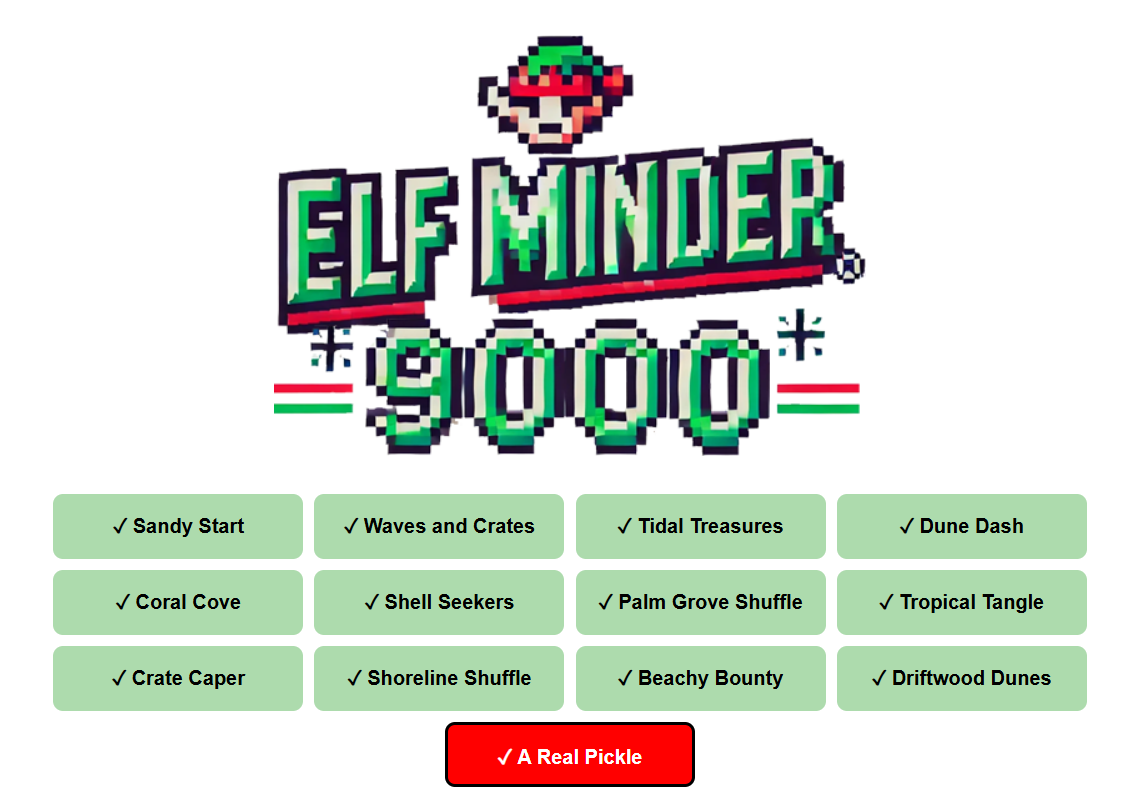 ELF MINDER
9000
✓ Sandy Start
✓ Waves and Crates
✓ Tidal Treasures
✓ Dune Dash
✓ Coral Cove
✓ Shell Seekers
✓ Palm Grove Shuffle
✓ Tropical Tangle
✓ Crate Caper
✓ Shoreline Shuffle
✓ Beachy Bounty
✓ Driftwood Dunes
✓ A Real Pickle